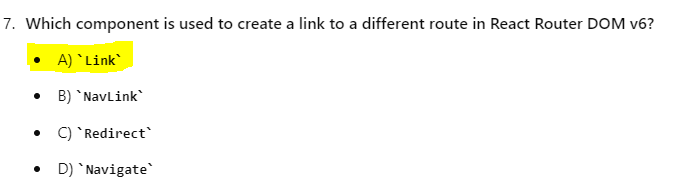 7. Which component is used to create a link to a different route in React Router DOM v6?
• A) `Link`
• B) `NavLink`
• C) `Redirect`
• D) `Navigate`